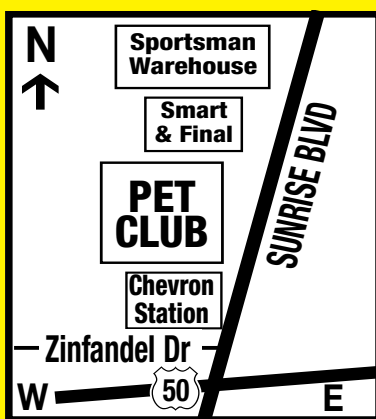 N
Sportsman
Warehouse
Smart
& Final
PET
CLUB
SUNRISE BLVD
Chevron
Station
Zinfandel Dr
W
50
E